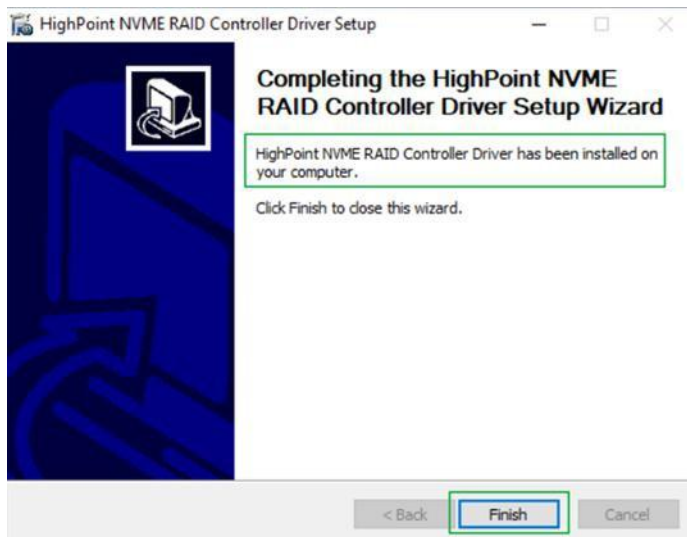 HighPoint NVME RAID Controller Driver Setup
Completing the HighPoint NVME
RAID Controller Driver Setup Wizard
HighPoint NVME RAID Controller Driver has been installed on
your computer.
Click Finish to close this wizard.
< Back
Finish
Cancel